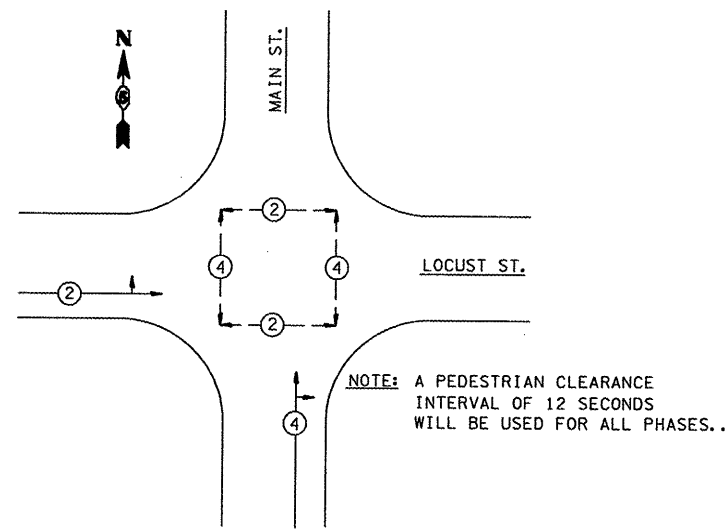 N
MAIN ST.
2
4
4
LOCUST ST.
2
2
NOTE: A PEDESTRIAN CLEARANCE
INTERVAL OF 12 SECONDS
WILL BE USED FOR ALL PHASES..
4